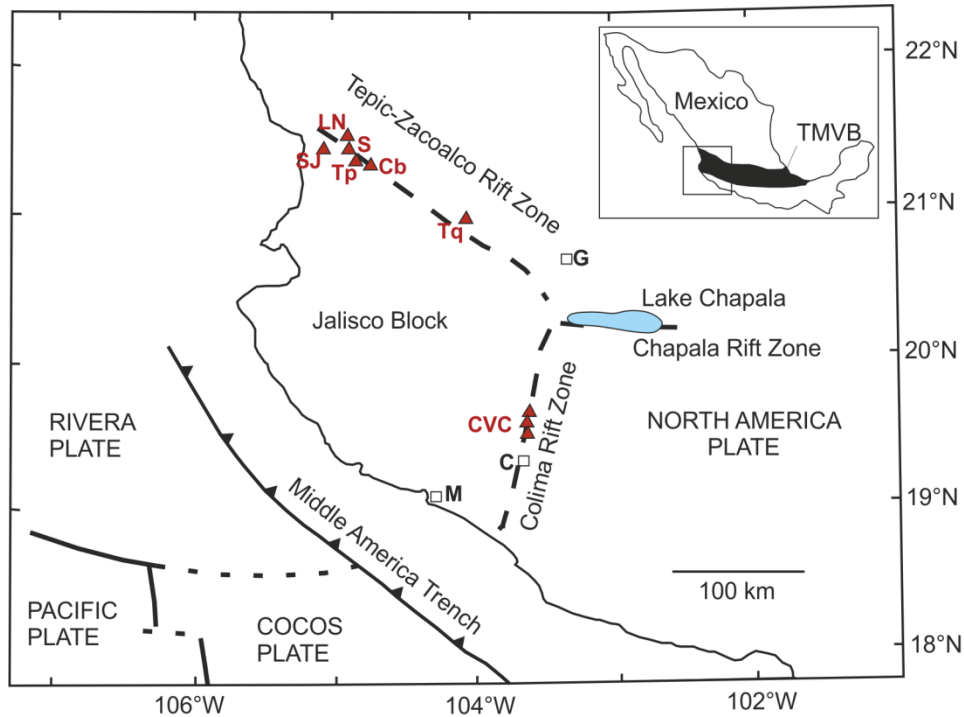 22°N
Mexico
TMVB
Tepic-Zacoalco Rift Zone
LN
S
SJ
Tp
Cb
21°N
Tq
G
Lake Chapala
Jalisco Block
Chapala Rift Zone
20°N
RIVERA
PLATE
CVC
Colima Rift Zone
NORTH AMERICA
PLATE
C
M
19°N
Middle America Trench
100 km
PACIFIC
PLATE
COCOS
PLATE
18°N
106°W
104°W
102°W